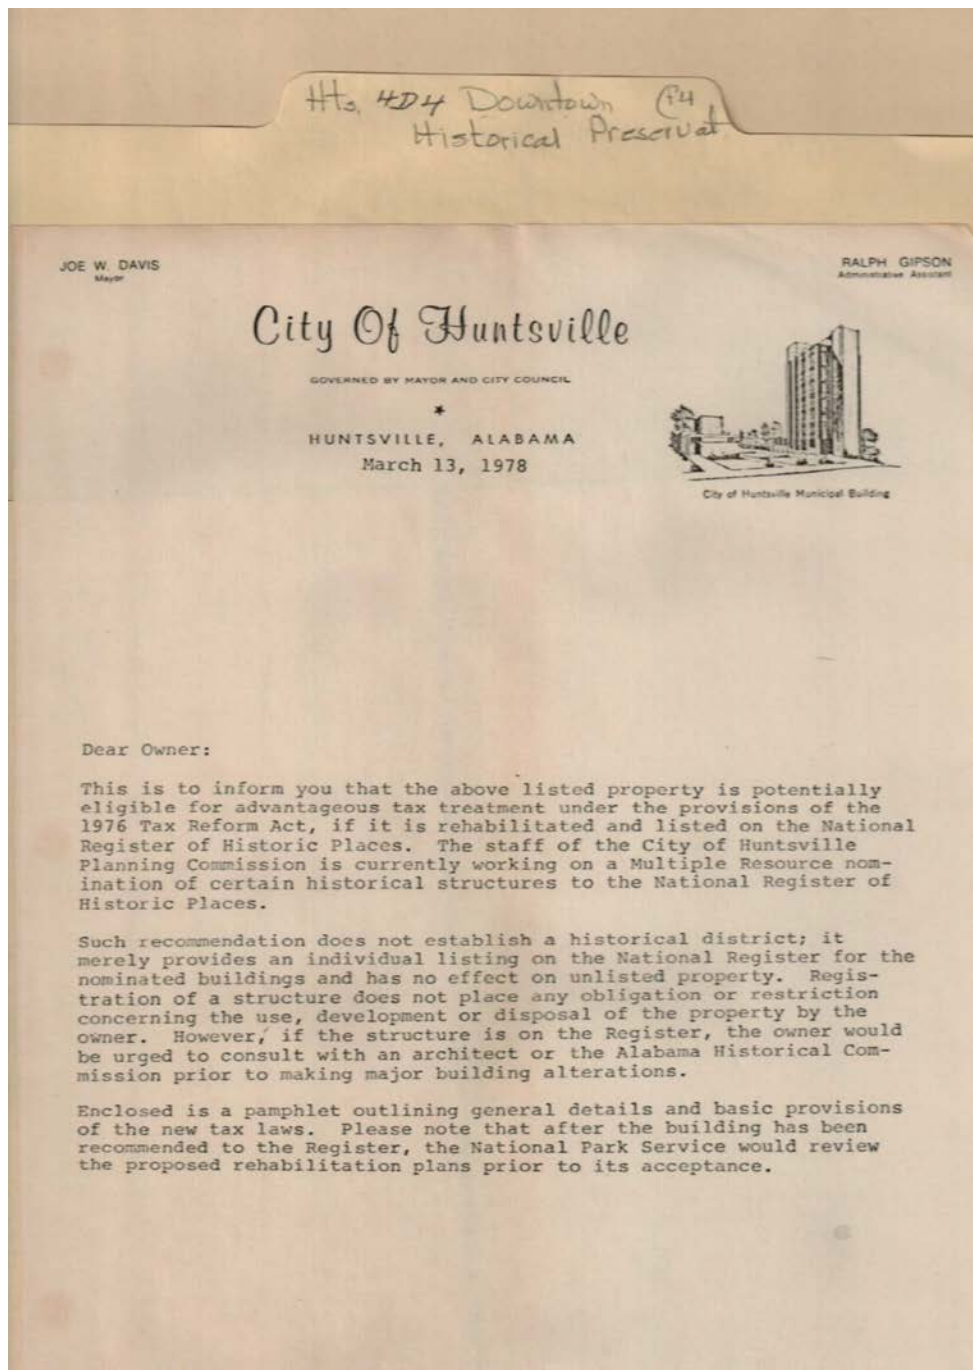 Hts. 4D4 Downtown
Historical Preservat
JOE W. DAVIS
Mayor
RALPH GIPSON
Administrative Assistant
City Of Huntsville
GOVERNED BY MAYOR AND CITY COUNCIL
HUNTSVILLE, ALABAMA
March 13, 1978
City of Huntsville Municipal Building
Dear Owner:
This is to inform you that the above listed property is potentially
eligible for advantageous tax treatment under the provisions of the
1976 Tax Reform Act, if it is rehabilitated and listed on the National
Register of Historic Places. The staff of the City of Huntsville
Planning Commission is currently working on a Multiple Resource nom-
ination of certain historical structures to the National Register of
Historic Places.
Such recommendation does not establish a historical district; it
merely provides an individual listing on the National Register for the
nominated buildings and has no effect on unlisted property. Regis-
tration of a structure does not place any obligation or restriction
concerning the use, development or disposal of the property by the
owner. However, if the structure is on the Register, the owner would
be urged to consult with an architect or the Alabama Historical Com-
mission prior to making major building alterations.
Enclosed is a pamphlet outlining general details and basic provisions
of the new tax laws. Please note that after the building has been
recommended to the Register, the National Park Service would review
the proposed rehabilitation plans prior to its acceptance.